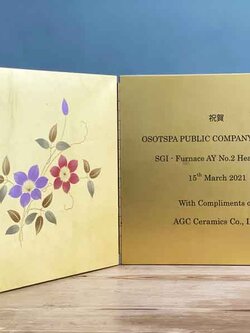 祝賀
OSOTSPA PUBLIC COMPANY
SGI · Furnace AY No.2 Hea
15th March 2021
With Compliments o
AGC Ceramics Co., L